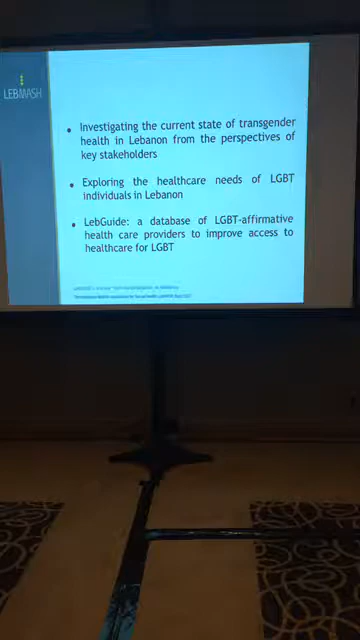 LEBMASH
• Investigating the current state of transgender
health in Lebanon from the perspectives of
key stakeholders
• Exploring the healthcare needs of LGBT
individuals in Lebanon
• LebGuide: a database of LGBT-affirmative
health care providers to improve access to
healthcare for LGBT